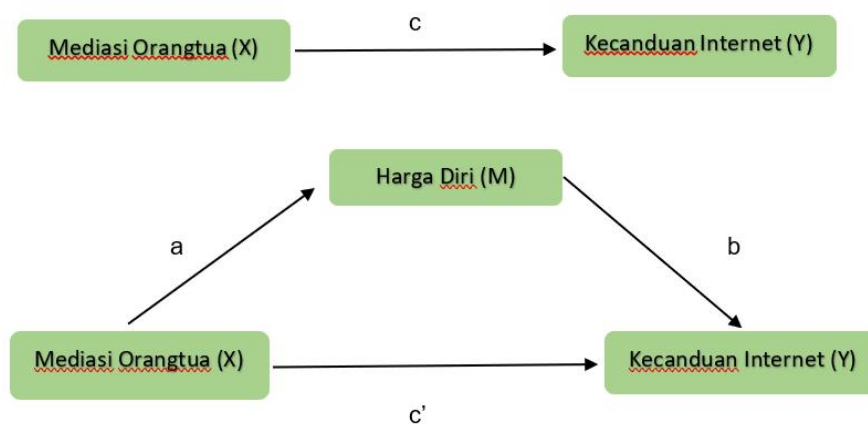 c
Mediasi Orangtua (X)
Kecanduan Internet (Y)
Harga Diri (M)
a
b
Mediasi Orangtua (X)
Kecanduan Internet (Y)
c’